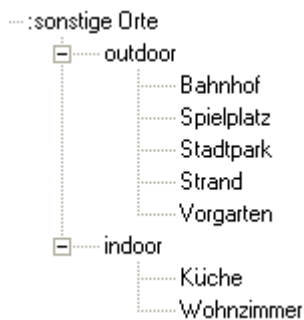 :sonstige Orte
outdoor
Bahnhof
Spielplatz
Stadtpark
Strand
Vorgarten
indoor
Küche
Wohnzimmer